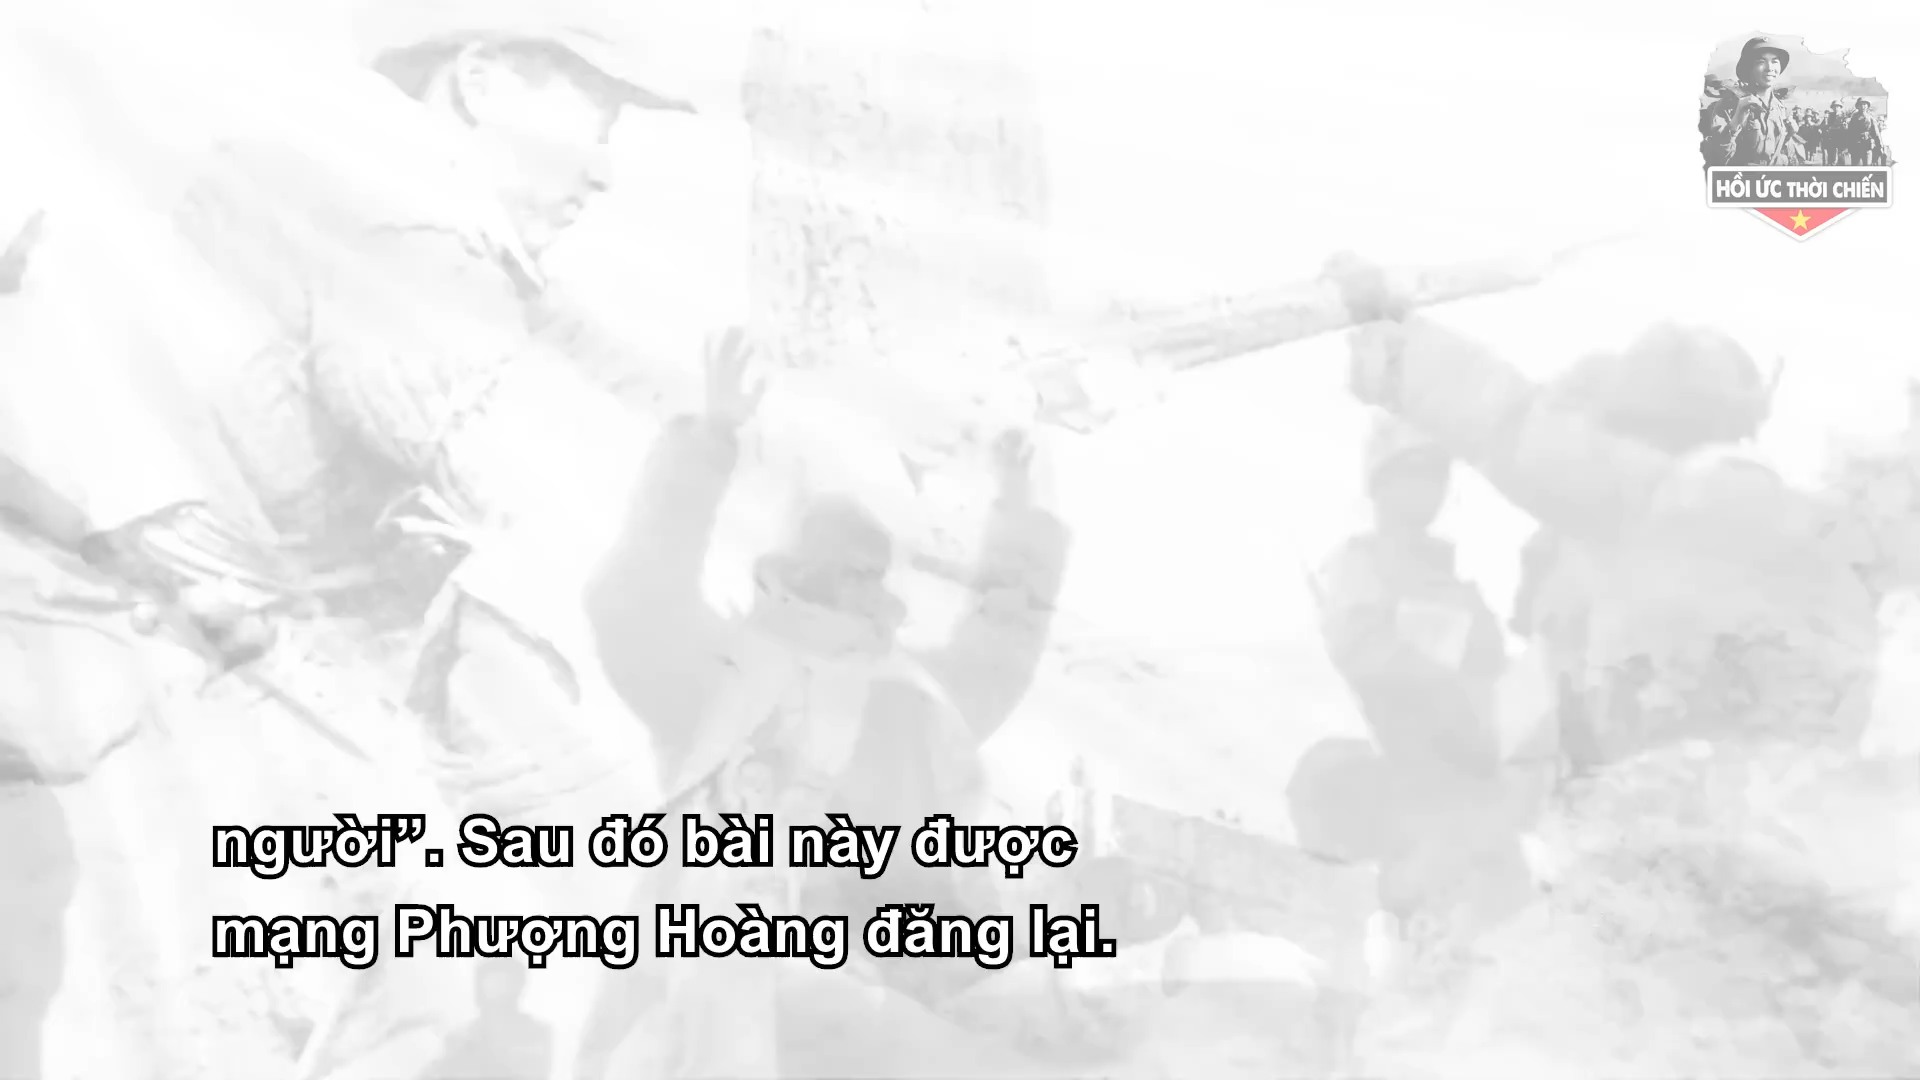 HỒI ỨC THỜI CHIẾN
người”. Sau đó bài này được
mạng Phượng Hoàng đăng lại.